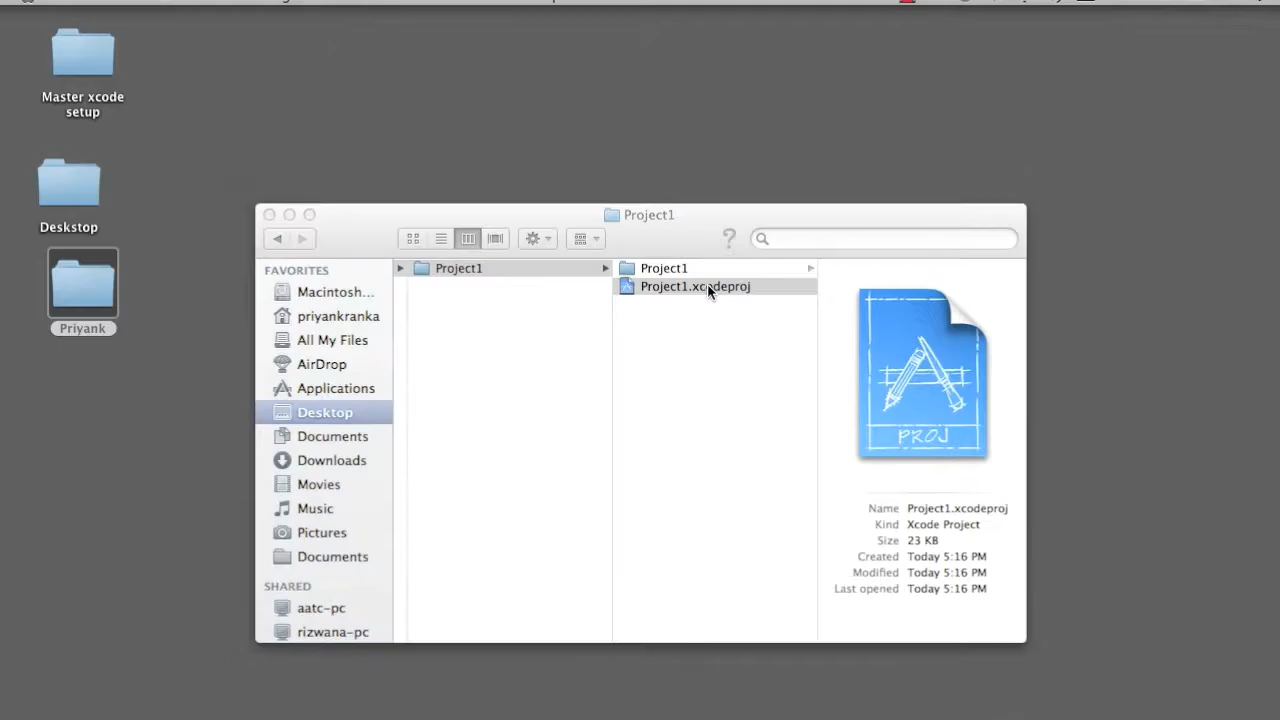 Master xcode
setup
Deskstop
Priyank
Project1
FAVORITES
Macintosh...
priyankranka
All My Files
AirDrop
Applications
Desktop
Documents
Downloads
Movies
Music
Pictures
Documents
SHARED
aatc-pc
rizwana-pc
Project1
Project1
Project1.xcodeproj
PROJ
Name Project1.xcodeproj
Kind Xcode Project
Size 23 KB
Created Today 5:16 PM
Modified Today 5:16 PM
Last opened Today 5:16 PM